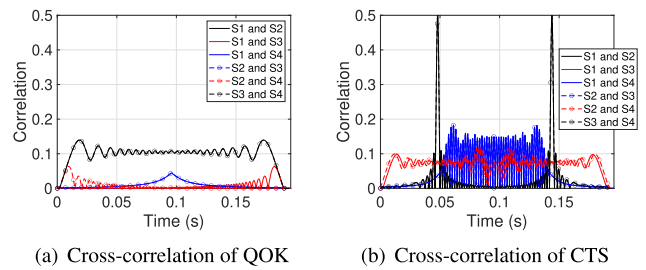 0.5
0.4
0.3
0.2
0.1
0
Correlation
0 0.05 0.1 0.15
Time (s)
S1 and S2
S1 and S3
S1 and S4
S2 and S3
S2 and S4
S3 and S4
(a) Cross-correlation of QOK
0.5
0.4
0.3
0.2
0.1
0
Correlation
0 0.05 0.1 0.15
Time (s)
S1 and S2
S1 and S3
S1 and S4
S2 and S3
S2 and S4
S3 and S4
(b) Cross-correlation of CTS